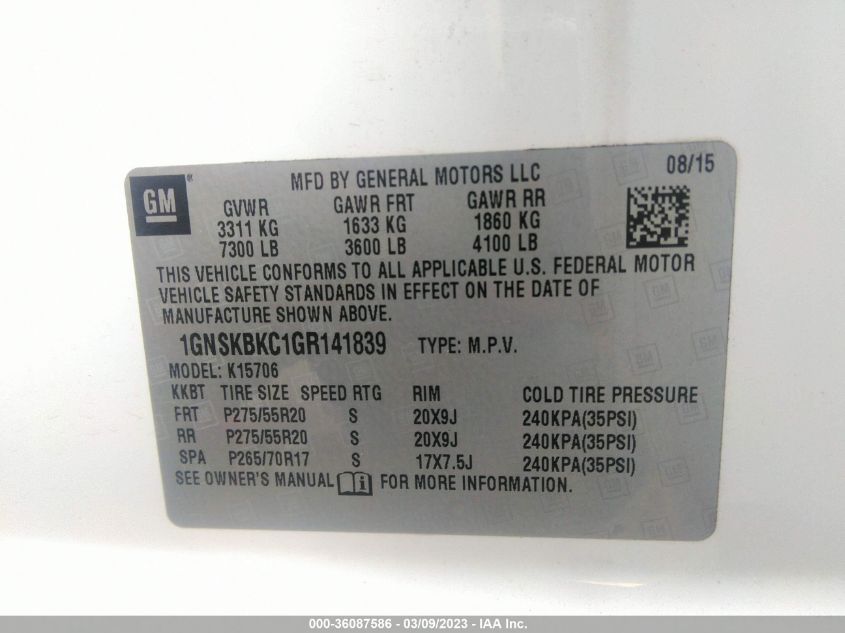 GM
MFD BY GENERAL MOTORS LLC
08/15
GVWR GAWR FRT GAWR RR
3311 KG 1633 KG 1860 KG
7300 LB 3600 LB 4100 LB
THIS VEHICLE CONFORMS TO ALL APPLICABLE U.S. FEDERAL MOTOR
VEHICLE SAFETY STANDARDS IN EFFECT ON THE DATE OF
MANUFACTURE SHOWN ABOVE.
1GNSKBKC1GR141839 TYPE: M.P.V.
MODEL: K15706
KKBT TIRE SIZE SPEED RTG RIM COLD TIRE PRESSURE
FRT P275/55R20 S 20X9J 240KPA(35PSI)
RR P275/55R20 S 20X9J 240KPA(35PSI)
SPA P265/70R17 S 17X7.5J 240KPA(35PSI)
SEE OWNER'S MANUAL i FOR MORE INFORMATION.
000-36087586 - 03/09/2023 - IAA Inc.